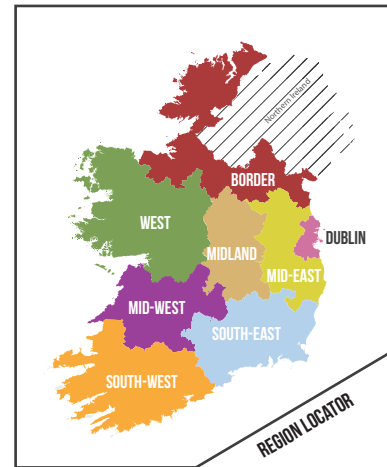 Northern Ireland
BORDER
WEST
MIDLAND
DUBLIN
MID-EAST
MID-WEST
SOUTH-EAST
SOUTH-WEST
REGION LOCATOR